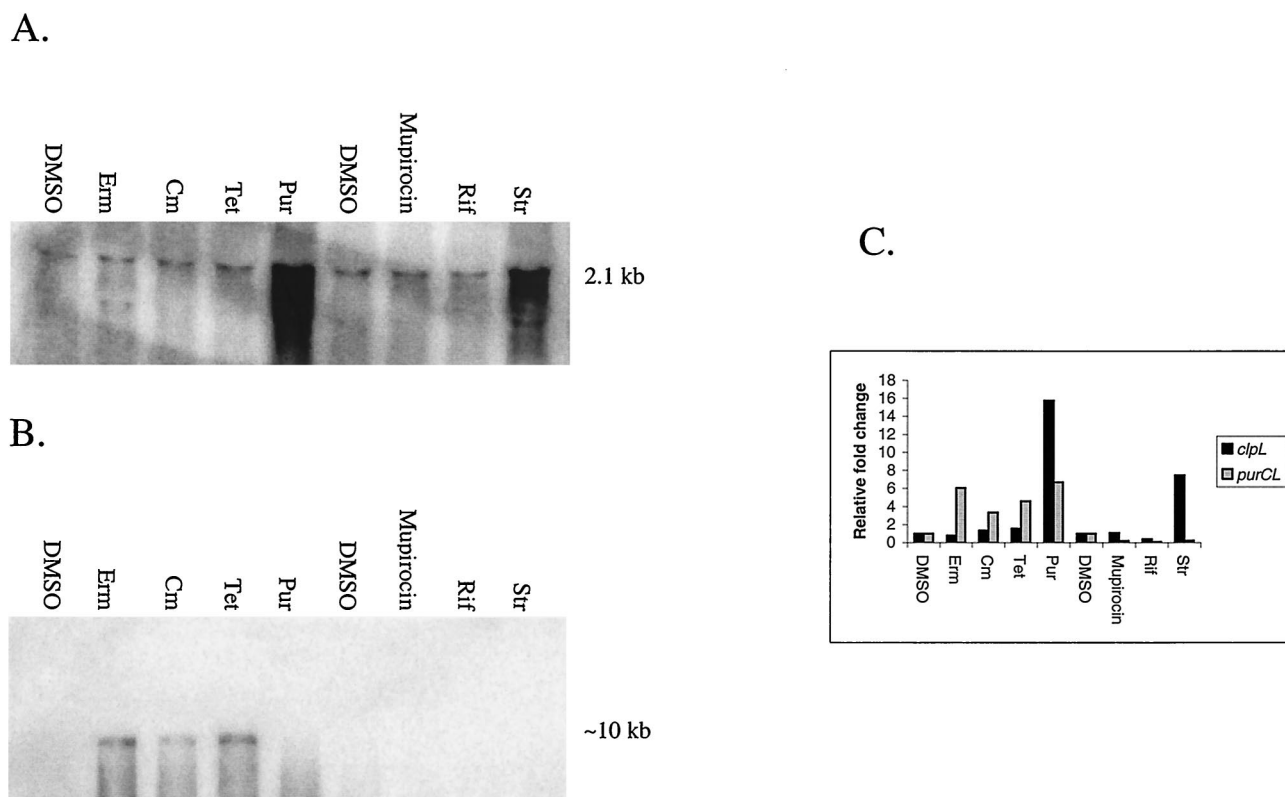 A.
DMSO Erm Cm Tet Pur DMSO Mupirocin Rif Str
2.1 kb
B.
DMSO Erm Cm Tet Pur DMSO Mupirocin Rif Str
~10 kb
C.
Relative fold change
18
16
14
12
10
8
6
4
2
0
DMSO Erm Cm Tet Pur DMSO Mupirocin Rif Str
clpL
purCL